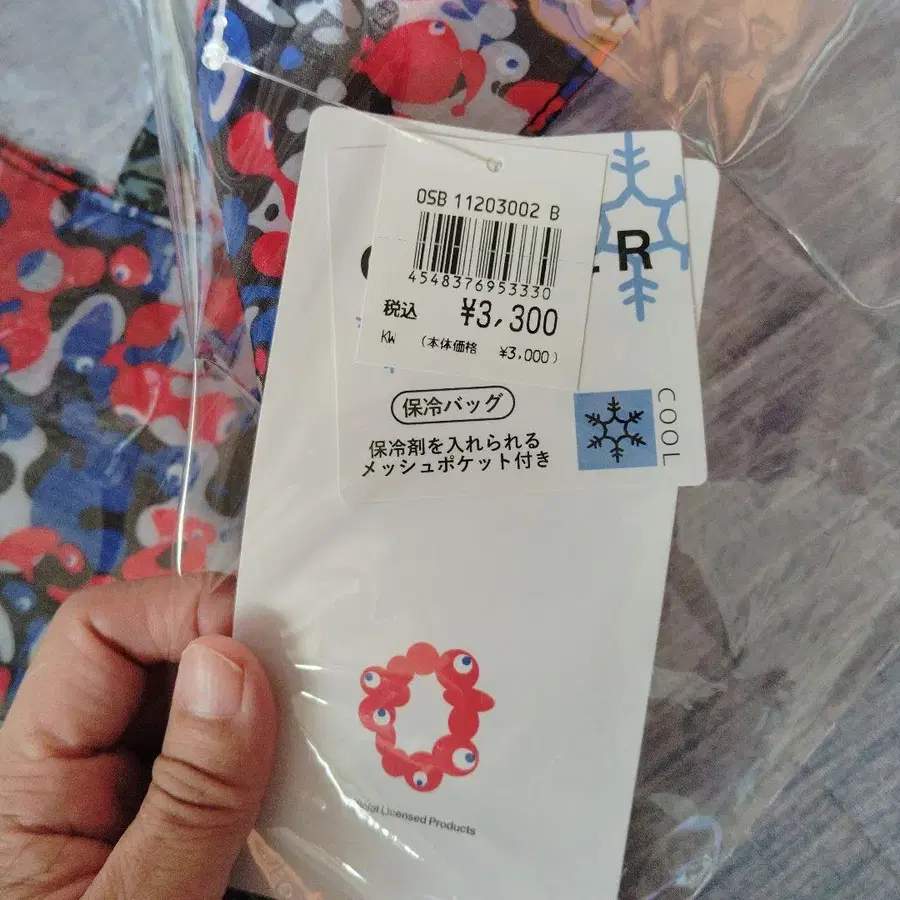 OSB 11203002 B
4548376953330
税込 ¥3,300
KW (本体価格 ¥3,000)
R
保冷バッグ
保冷剤を入れられる
メッシュポケット付き
COOL
Licensed Products